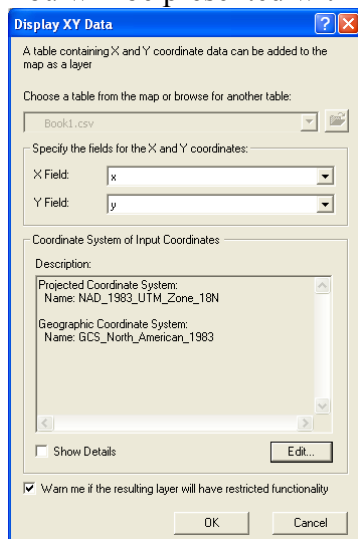 Display XY Data
A table containing X and Y coordinate data can be added to the
map as a layer
Choose a table from the map or browse for another table:
Book1.csv
Specify the fields for the X and Y coordinates:
X Field: x
Y Field: y
Coordinate System of Input Coordinates
Description:
Projected Coordinate System:
Name: NAD_1983_UTM_Zone_18N
Geographic Coordinate System:
Name: GCS_North_American_1983
Show Details Edit...
Warn me if the resulting layer will have restricted functionality
OK Cancel